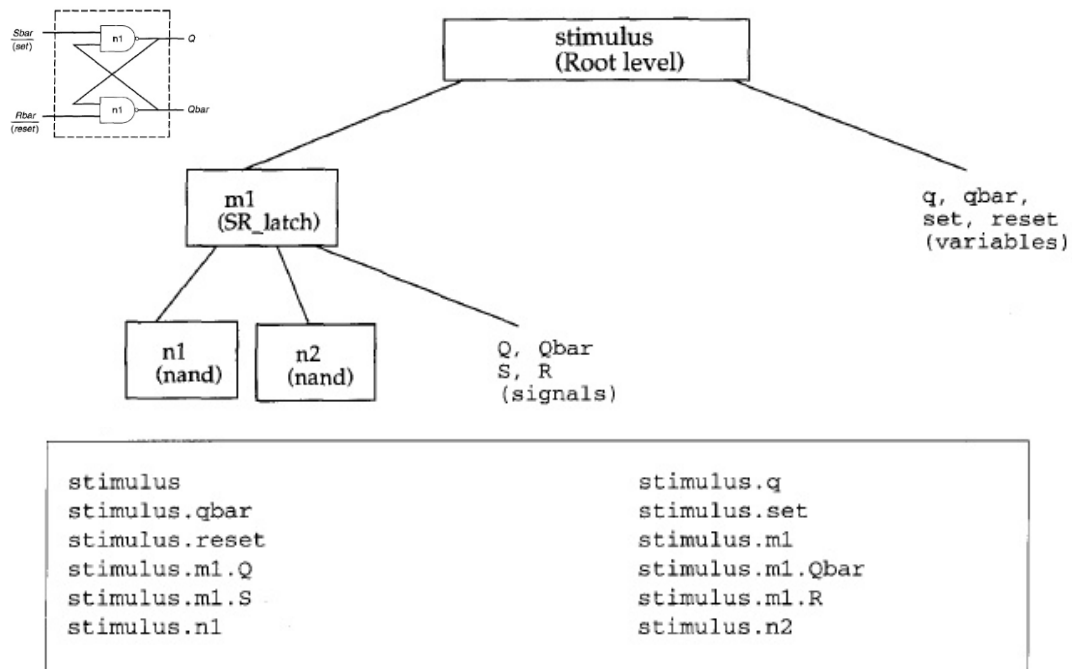 Sbar
(set)
n1
Q
Rbar
(reset)
n1
Qbar
stimulus
(Root level)
m1
(SR_latch)
q, qbar,
set, reset
(variables)
n1
(nand)
n2
(nand)
Q, Qbar
S, R
(signals)
stimulus
stimulus.q
stimulus.qbar
stimulus.set
stimulus.reset
stimulus.m1
stimulus.m1.Q
stimulus.m1.Qbar
stimulus.m1.S
stimulus.m1.R
stimulus.n1
stimulus.n2